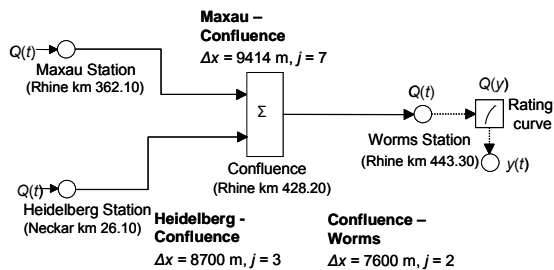 Maxau –
Confluence
Δx = 9414 m, j = 7
Q(t)
Maxau Station
(Rhine km 362.10)
Σ
Q(t)
Q(y)
Rating
curve
Worms Station
(Rhine km 443.30)
y(t)
Confluence
(Rhine km 428.20)
Q(t)
Heidelberg Station
(Neckar km 26.10)
Heidelberg -
Confluence
Δx = 8700 m, j = 3
Confluence –
Worms
Δx = 7600 m, j = 2